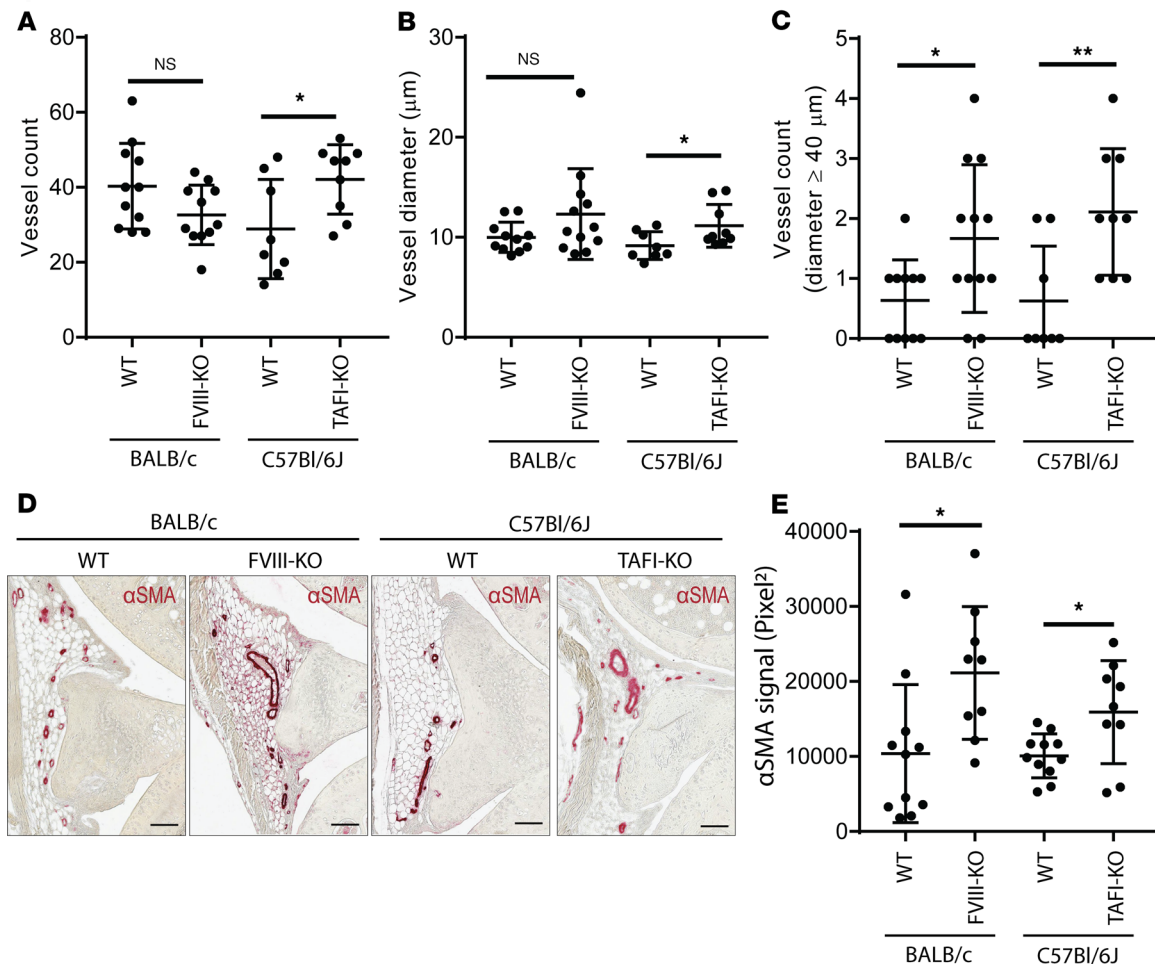 A
Vessel count
80
60
40
20
0
NS
*
WT
FVIII-KO
WT
TAFI-KO
BALB/c
C57Bl/6J
B
Vessel diameter (μm)
30
20
10
0
NS
*
WT
FVIII-KO
WT
TAFI-KO
BALB/c
C57Bl/6J
C
Vessel count
(diameter ≥ 40 μm)
5
4
3
2
1
0
*
**
WT
FVIII-KO
WT
TAFI-KO
BALB/c
C57Bl/6J
D
BALB/c
C57Bl/6J
WT
FVIII-KO
WT
TAFI-KO
αSMA
αSMA
αSMA
αSMA
E
αSMA signal (Pixel²)
40000
30000
20000
10000
0
*
*
WT
FVIII-KO
WT
TAFI-KO
BALB/c
C57Bl/6J